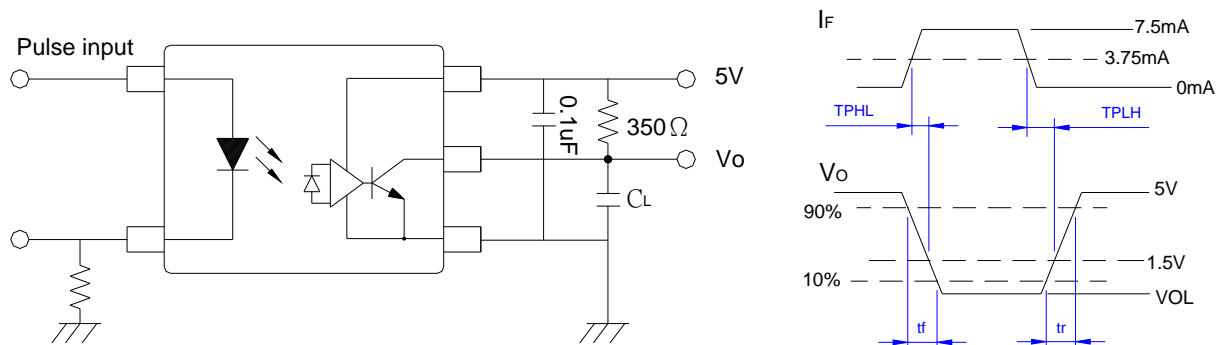 Pulse input
5V
0.1uF
350Ω
Vo
CL
IF
7.5mA
3.75mA
0mA
TPHL
TPLH
VO
5V
90%
1.5V
10%
VOL
tf
tr